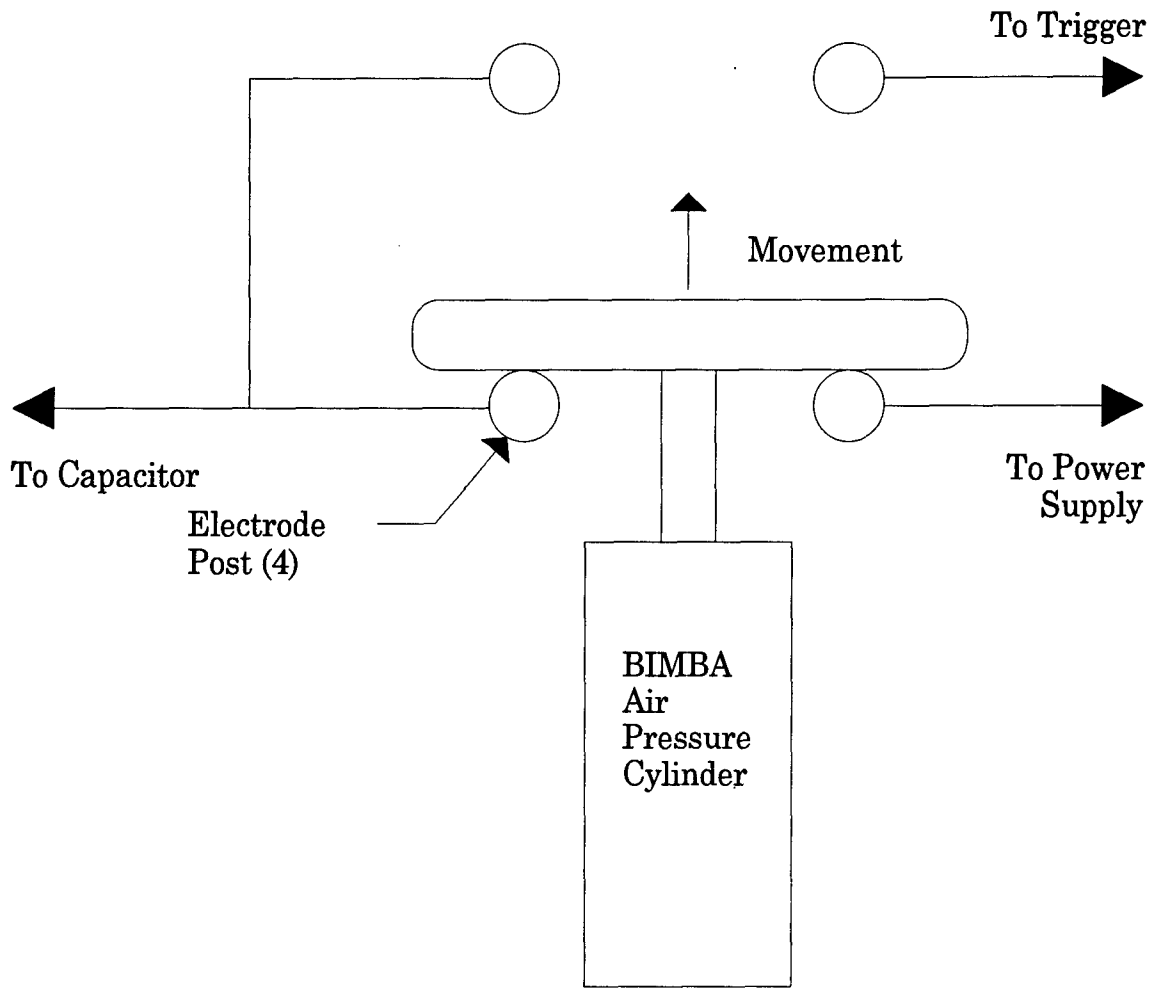 To Trigger
Movement
To Capacitor
To Power
Supply
Electrode
Post (4)
BIMBA
Air
Pressure
Cylinder